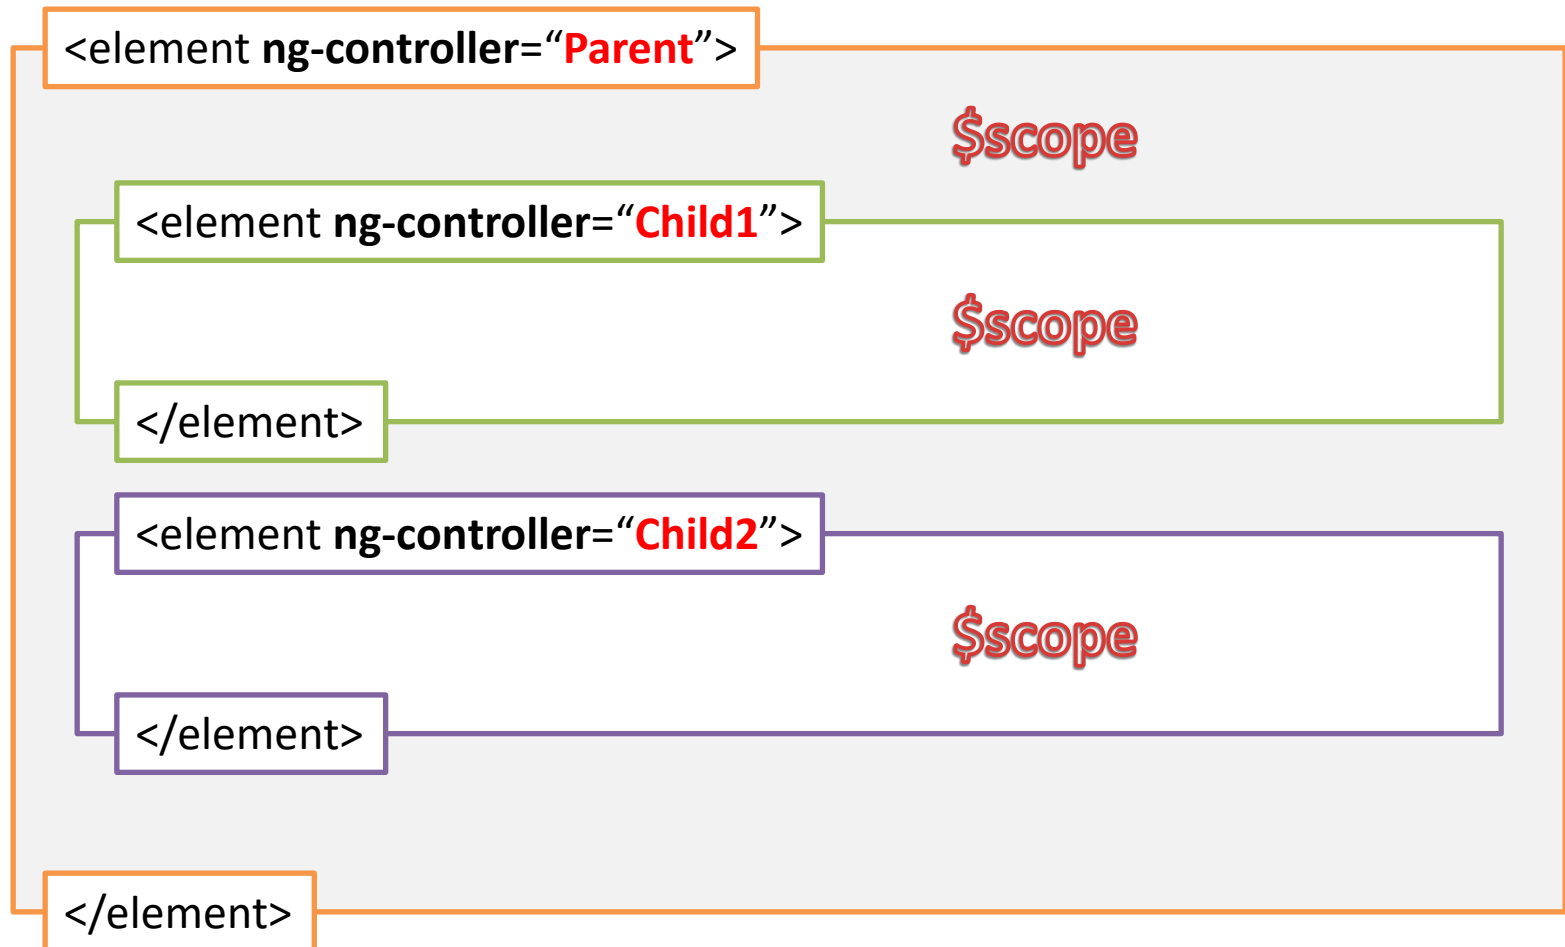 <element ng-controller=“Parent”>
$scope
<element ng-controller=“Child1”>
$scope
</element>
<element ng-controller=“Child2”>
$scope
</element>
</element>